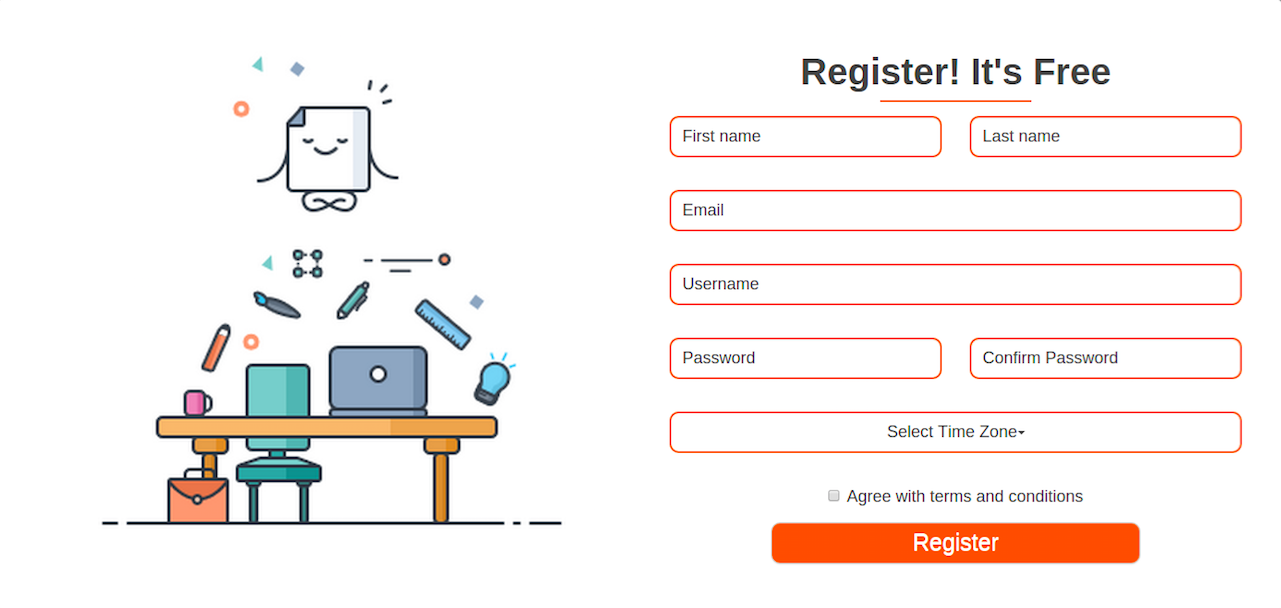 Register! It's Free
First name
Last name
Email
Username
Password
Confirm Password
Select Time Zone
Agree with terms and conditions
Register